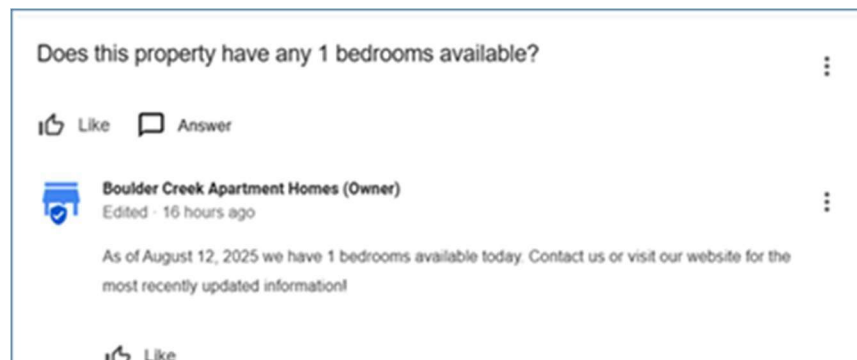 Does this property have any 1 bedrooms available?
Like Answer
Boulder Creek Apartment Homes (Owner)
Edited · 16 hours ago
As of August 12, 2025 we have 1 bedrooms available today. Contact us or visit our website for the
most recently updated information!
Like